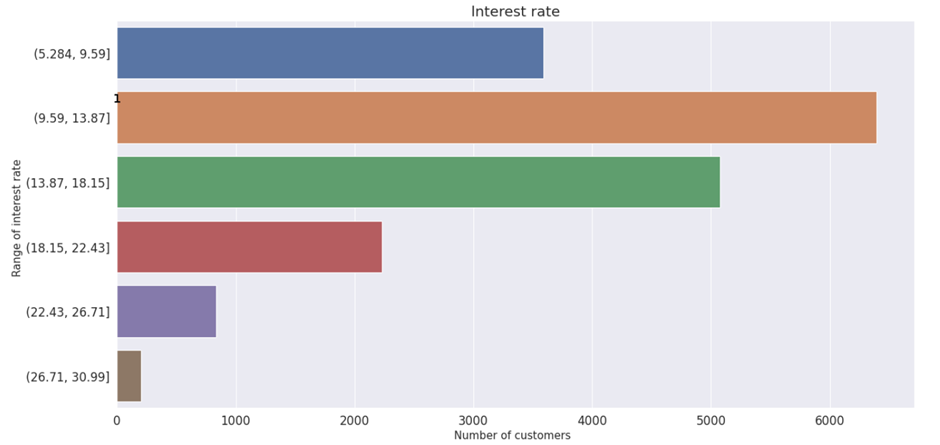 Interest rate
(5.284, 9.59]
1
(9.59, 13.87]
(13.87, 18.15]
Range of interest rate
(18.15, 22.43]
(22.43, 26.71]
(26.71, 30.99]
0 1000 2000 3000 4000 5000 6000
Number of customers